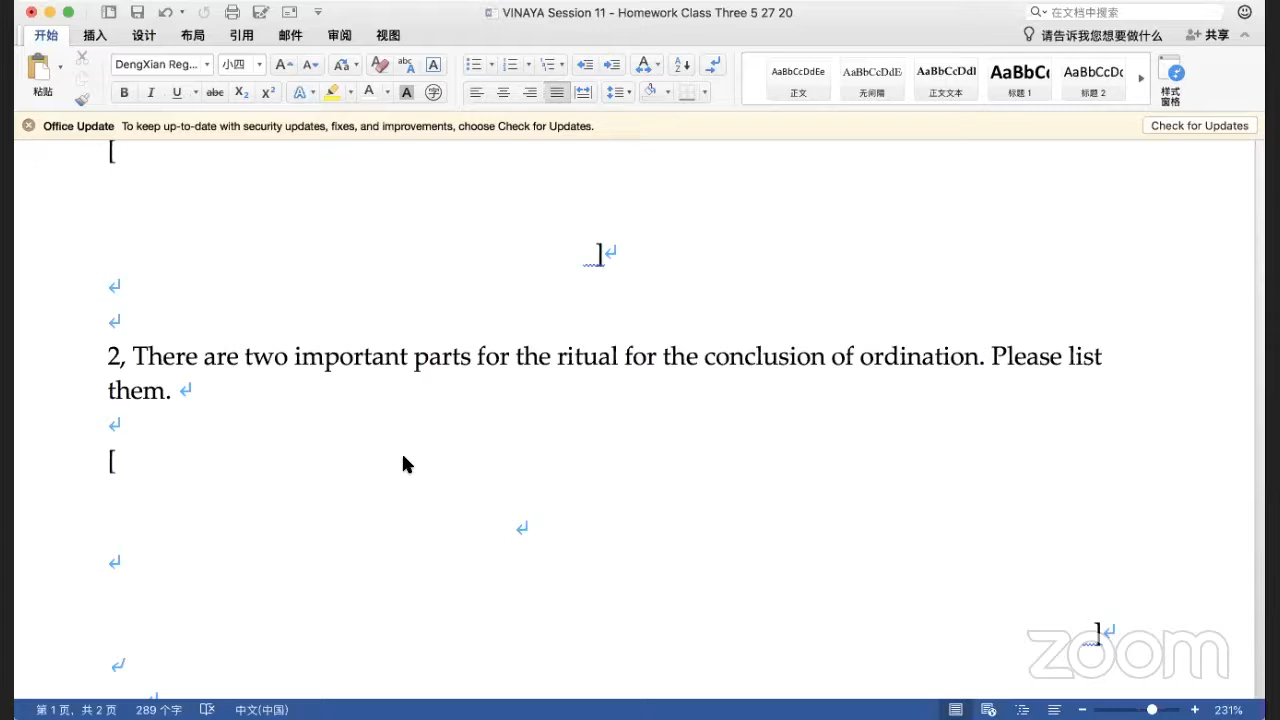 VINAYA Session 11 - Homework Class Three 5 27 20
在文档中搜索
开始 插入 设计 布局 引用 邮件 审阅 视图
请告诉我您想要做什么
共享
粘贴
DengXian Reg...
小四
AaBbCcDdEe AaBbCcDdE AaBbCcDdI AaBbC AaBbCcDc
正文 无间隔 正文文本 标题 1 标题 2
样式
窗格
Office Update To keep up-to-date with security updates, fixes, and improvements, choose Check for Updates.
Check for Updates
[
]
2, There are two important parts for the ritual for the conclusion of ordination. Please list
them.
[
]
zoom
第 1 页，共 2 页 289 个字 中文(中国)
231%